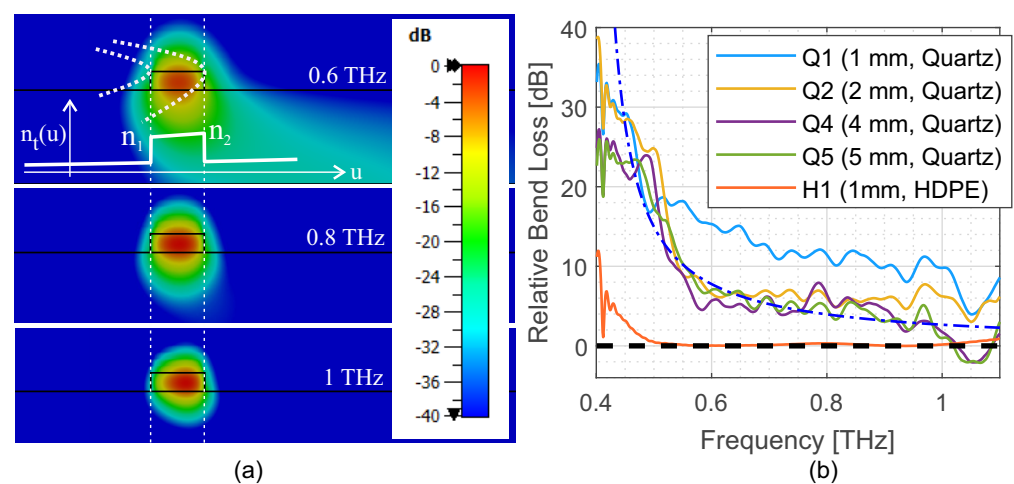 0.6 THz
nt(u)
n1
n2
u
0.8 THz
1 THz
dB
0
-4
-8
-12
-16
-20
-24
-28
-32
-36
-40
(a)
Relative Bend Loss [dB]
40
30
20
10
0
0.4
0.6
0.8
1
Frequency [THz]
Q1 (1 mm, Quartz)
Q2 (2 mm, Quartz)
Q4 (4 mm, Quartz)
Q5 (5 mm, Quartz)
H1 (1mm, HDPE)
(b)